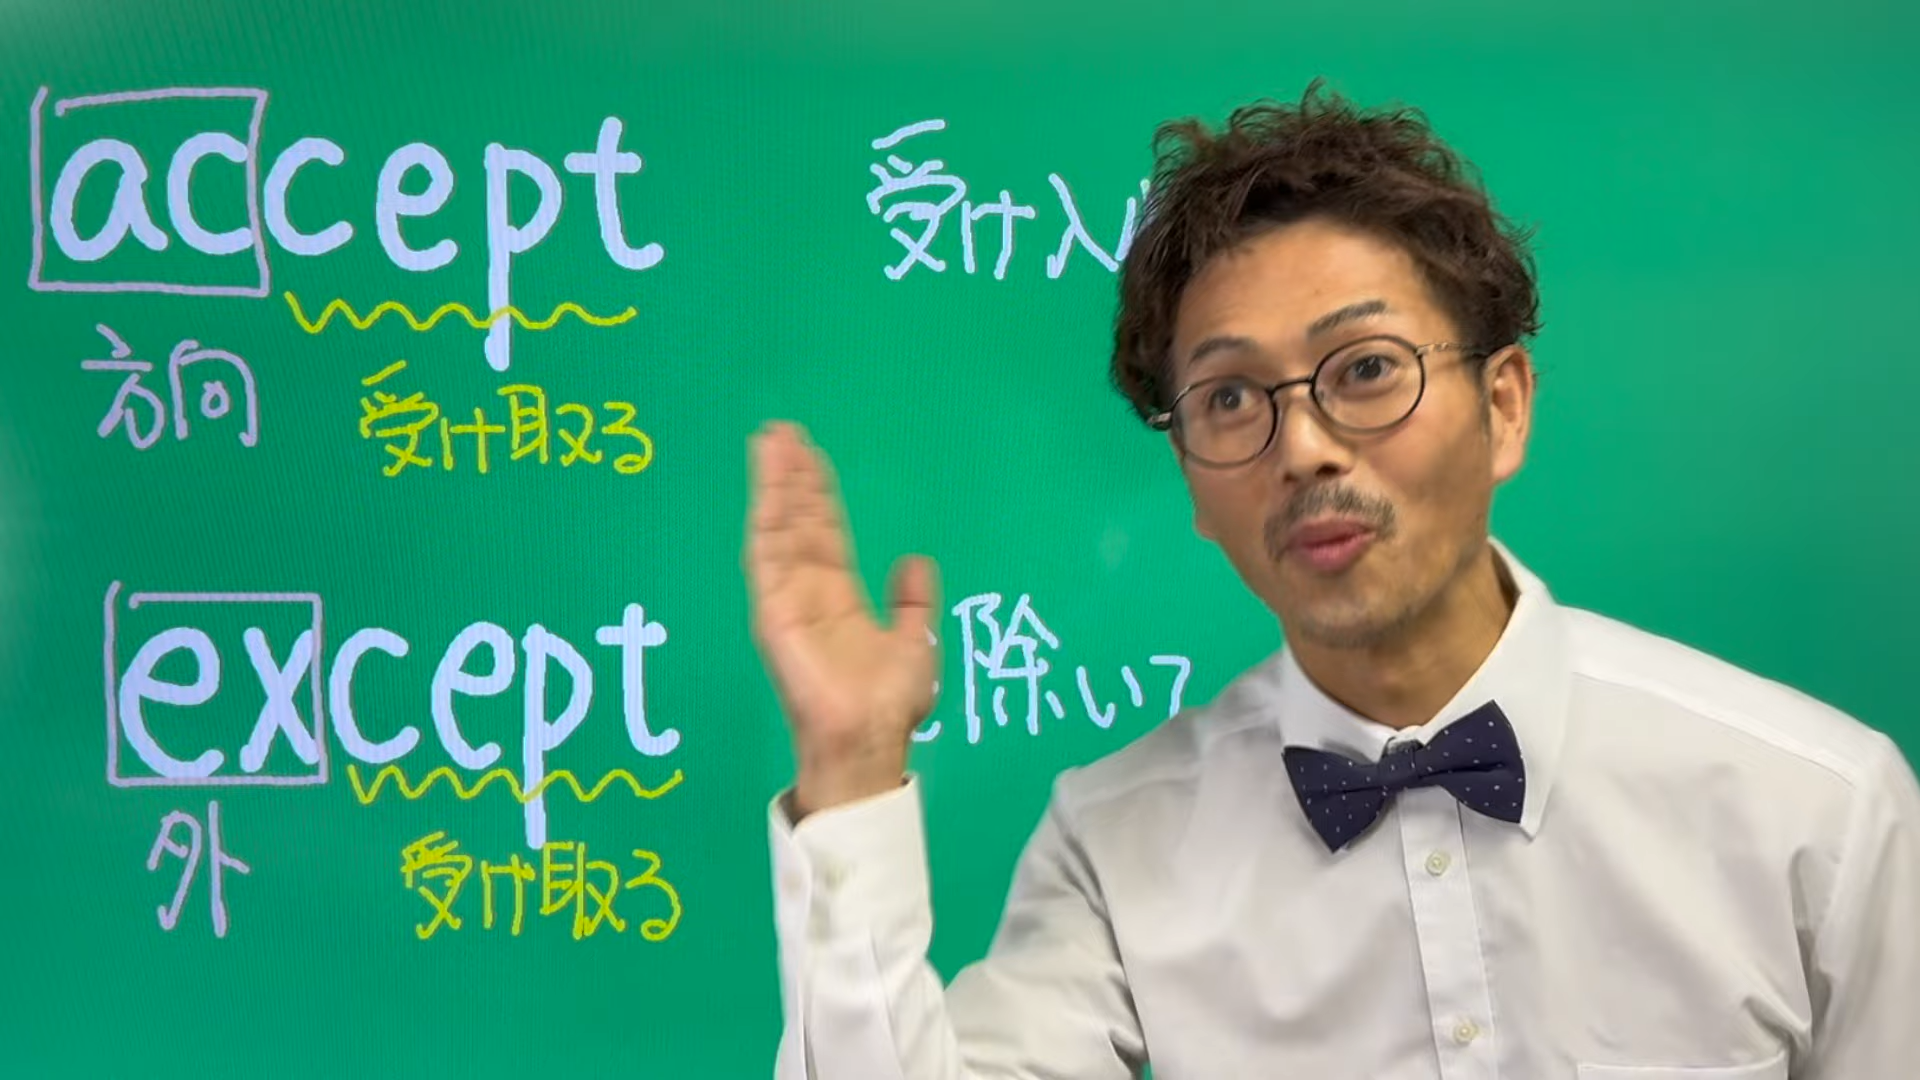 accept 受け入
方向 受け取る
except を除いて
外 受け取る